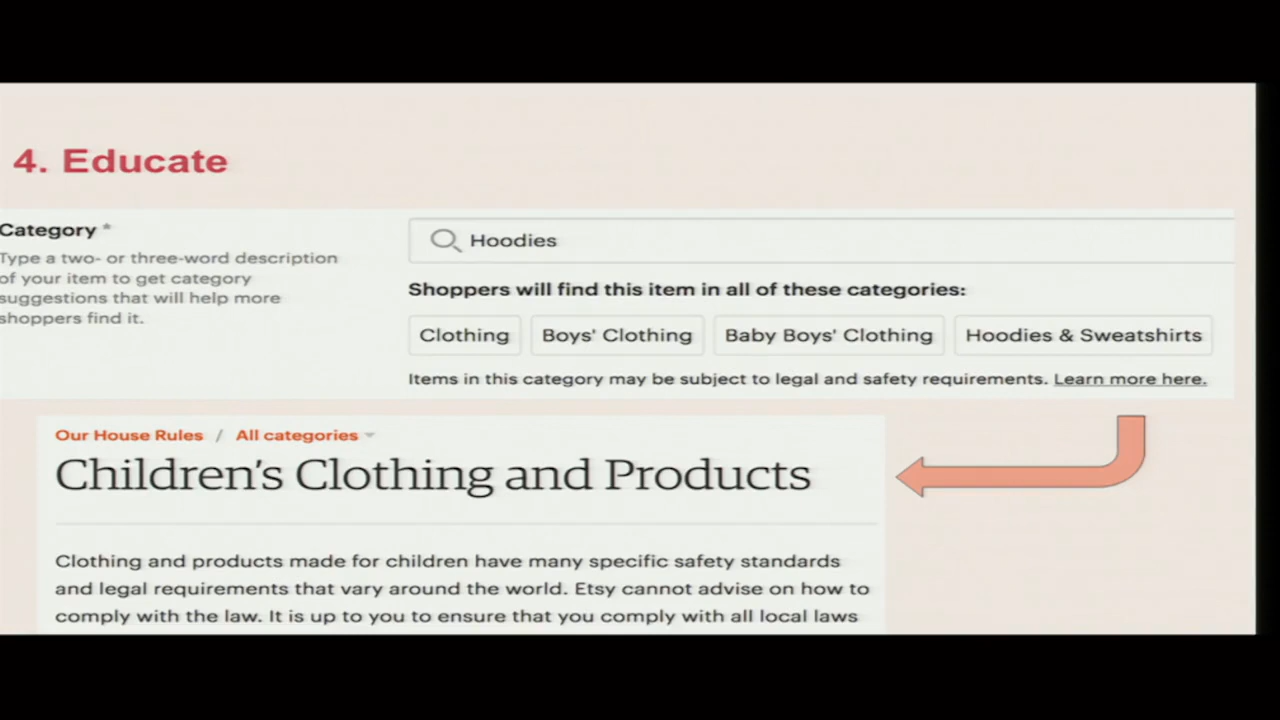 4. Educate
Category *
Type a two- or three-word description
of your item to get category
suggestions that will help more
shoppers find it.
Hoodies
Shoppers will find this item in all of these categories:
Clothing
Boys' Clothing
Baby Boys' Clothing
Hoodies & Sweatshirts
Items in this category may be subject to legal and safety requirements. Learn more here.
Our House Rules / All categories
Children's Clothing and Products
Clothing and products made for children have many specific safety standards
and legal requirements that vary around the world. Etsy cannot advise on how to
comply with the law. It is up to you to ensure that you comply with all local laws